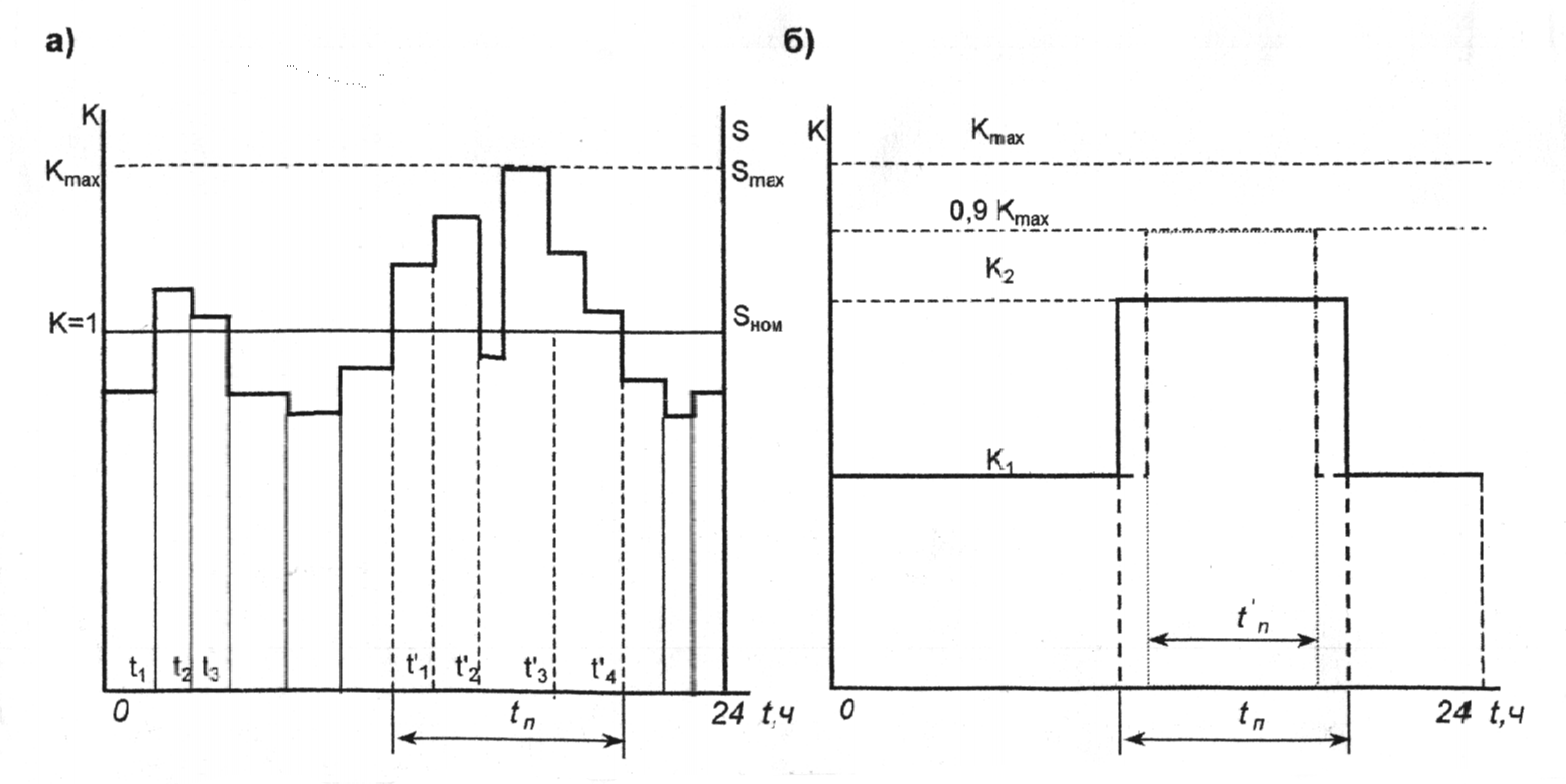 а)
K
Kmax
K=1
S
Smax
Sном
t1 t2 t3 t'1 t'2 t'3 t'4
0 tп 24 t,ч
б)
K
Kmax
0,9 Kmax
K2
K1
t'п
0 tп 24 t,ч